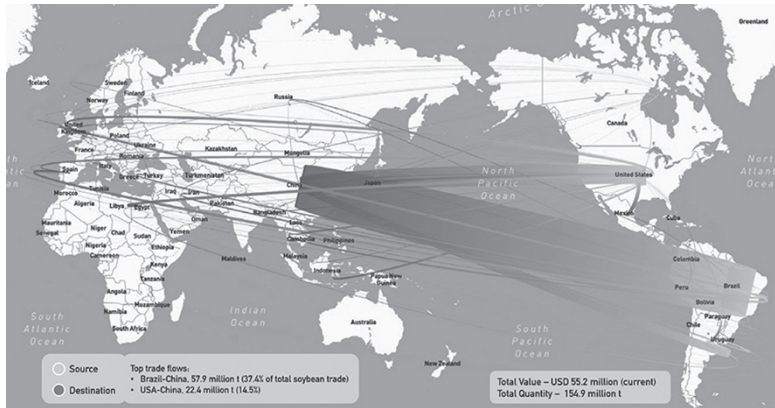 Arctic O
Greenland
Iceland
Sweden
Finland
Norway
Russia
United
Kingdom
Poland
Canada
France
Ukraine
Romania
Kazakhstan
Mongolia
Spain
Italy
Greece
Turkey
Turkmenistan
North
Pacific
Ocean
United States
th
an
Nort
Atlan
Ocea
Morocco
Tunisia
Iraq
Iran
China
Japan
Algeria
Libya
Egypt
Pakistan
Mexico
Cuba
Oman
Bangladesh
Mauritania
Senegal
Niger
Chad
Sudan
Yemen
Laos
Cambodia
Philippines
Nigeria
Cameroon
Ethiopia
Maldives
Malaysia
Colombia
Kenya
Indonesia
Papua New
Guinea
Tanzania
Peru
Brazil
Angola
Mozambique
Bolivia
Namibia
South
Atlantic
Ocean
Indian
Ocean
Paraguay
South Africa
Australia
South
Pacific
Ocean
Chile
Uruguay
New Zealand
Source
Destination
Top trade flows:
• Brazil-China, 57.9 million t (37.4% of total soybean trade)
• USA-China, 22.4 million t (14.5%)
Total Value – USD 55.2 million (current)
Total Quantity – 154.9 million t